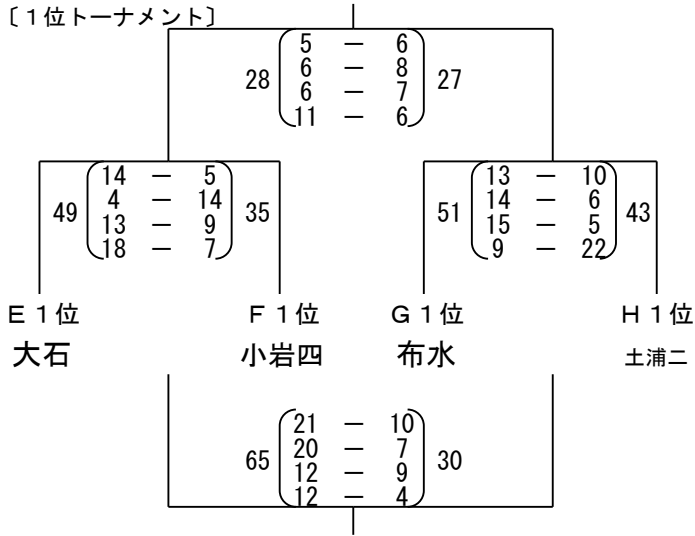 〔１位トーナメント〕
5 － 6
28 6 － 8 27
6 － 7
11 － 6
14 － 5 13 － 10
49 4 － 14 35 51 14 － 6 43
13 － 9 15 － 5
18 － 7 9 － 22
Ｅ１位 Ｆ１位 Ｇ１位 Ｈ１位
大石 小岩四 布水 土浦二
21 － 10
65 20 － 7 30
12 － 9
12 － 4